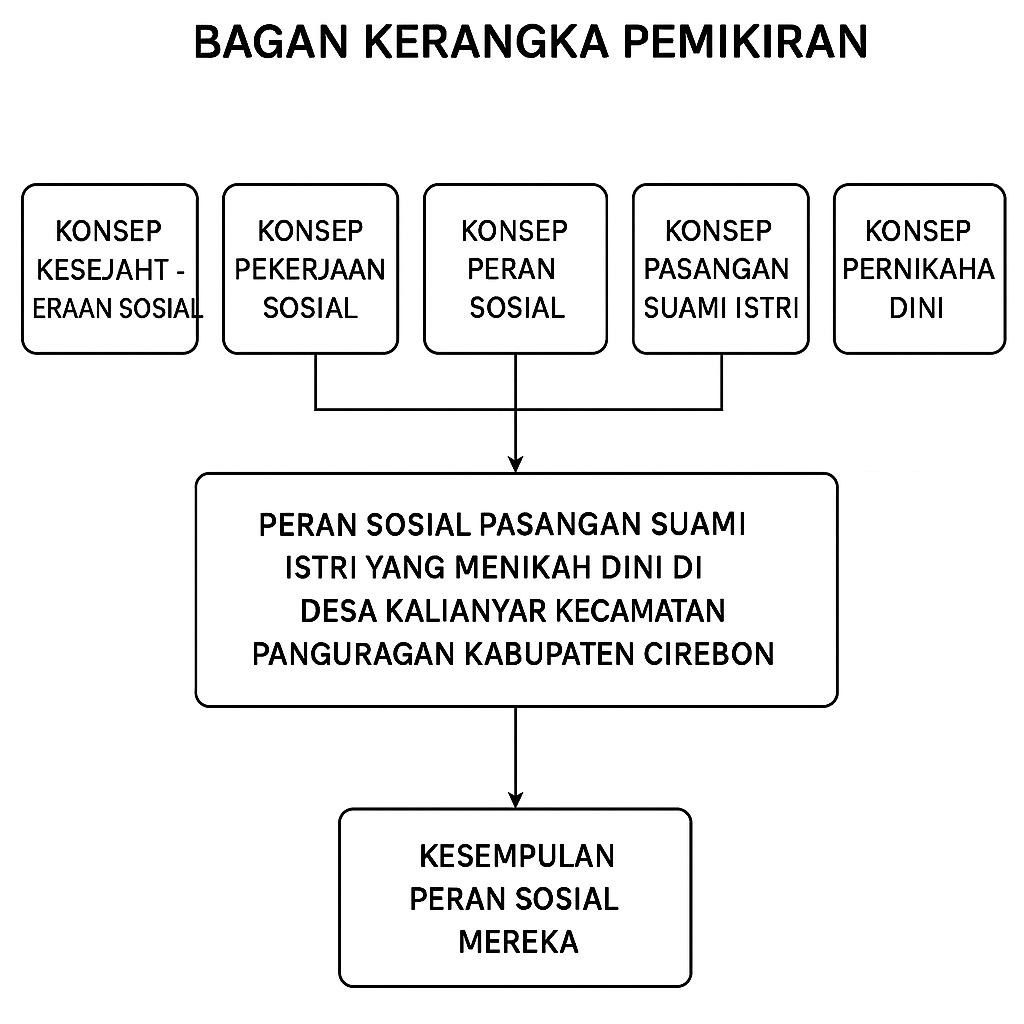 BAGAN KERANGKA PEMIKIRAN
KONSEP
KESEJAHT -
ERAAN SOSIAL
KONSEP
PEKERJAAN
SOSIAL
KONSEP
PERAN
SOSIAL
KONSEP
PASANGAN
SUAMI ISTRI
KONSEP
PERNIKAHA
DINI
PERAN SOSIAL PASANGAN SUAMI
ISTRI YANG MENIKAH DINI DI
DESA KALIANYAR KECAMATAN
PANGURAGAN KABUPATEN CIREBON
KESEMPULAN
PERAN SOSIAL
MEREKA